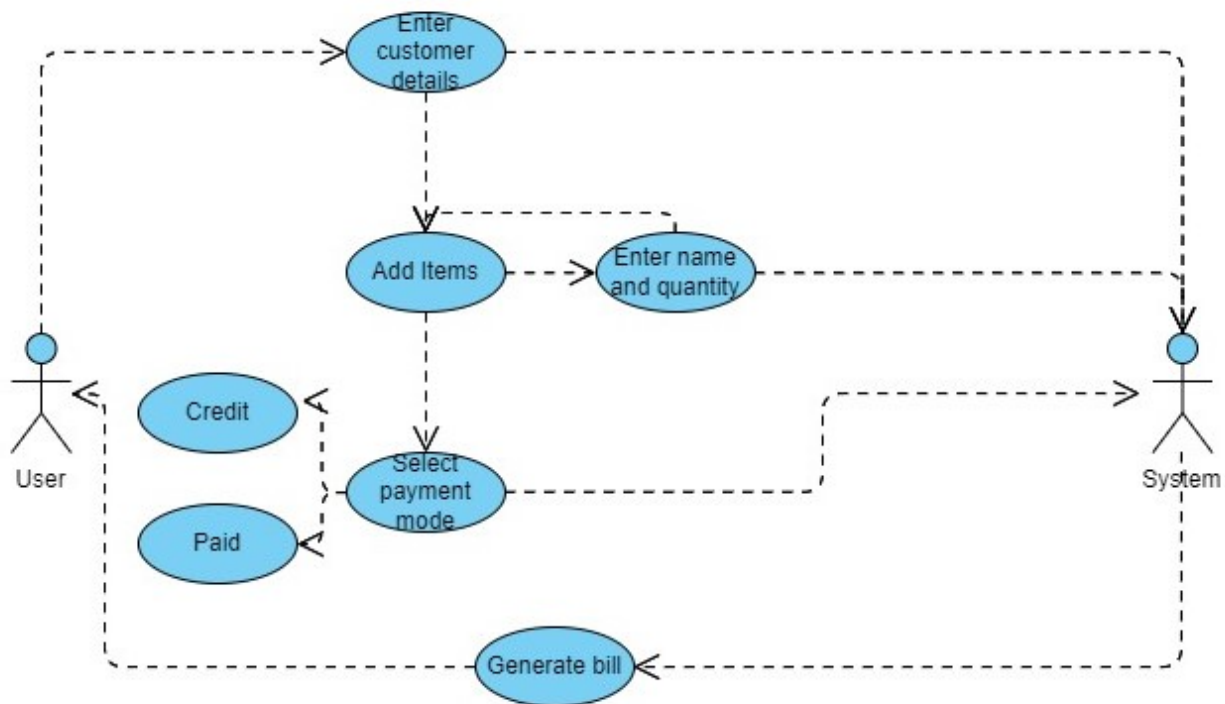 Enter
customer
details
Add Items
Enter name
and quantity
Credit
User
Select
payment
mode
System
Paid
Generate bill